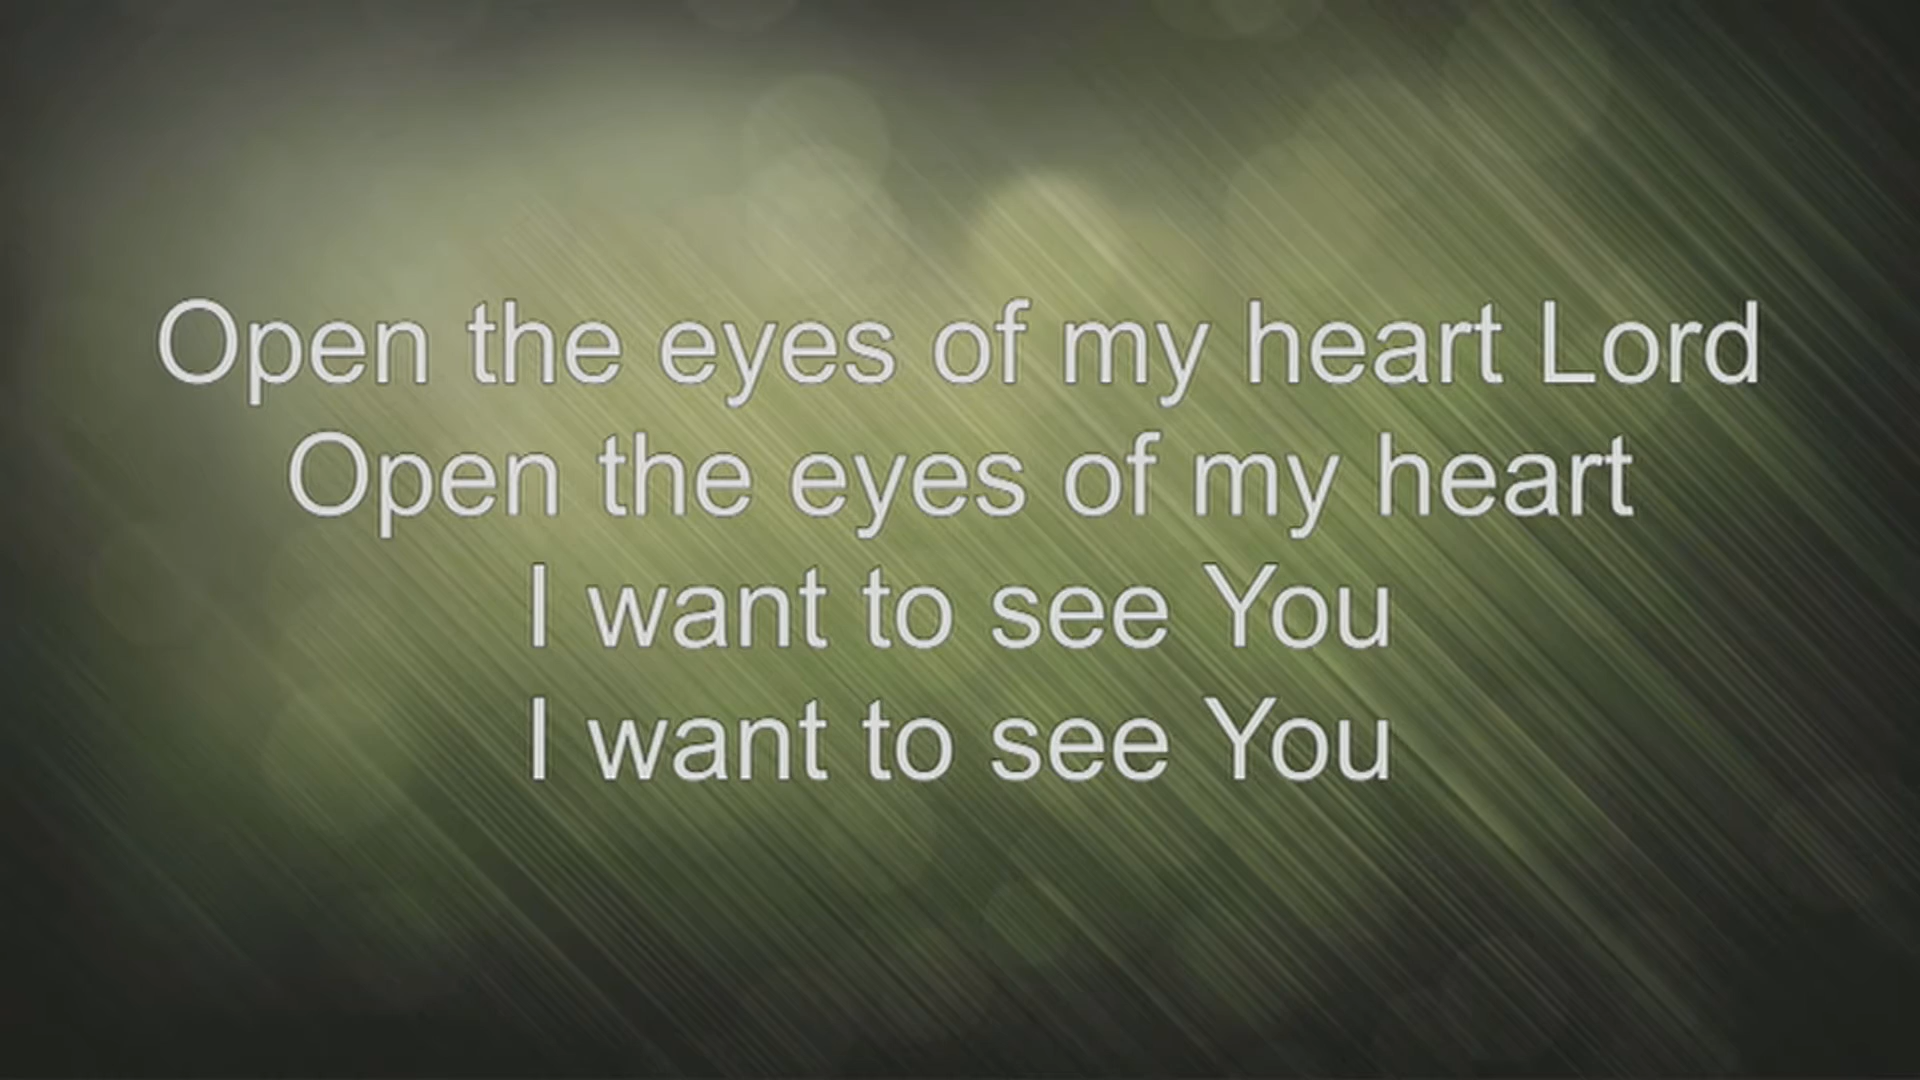 Open the eyes of my heart Lord
Open the eyes of my heart
I want to see You
I want to see You